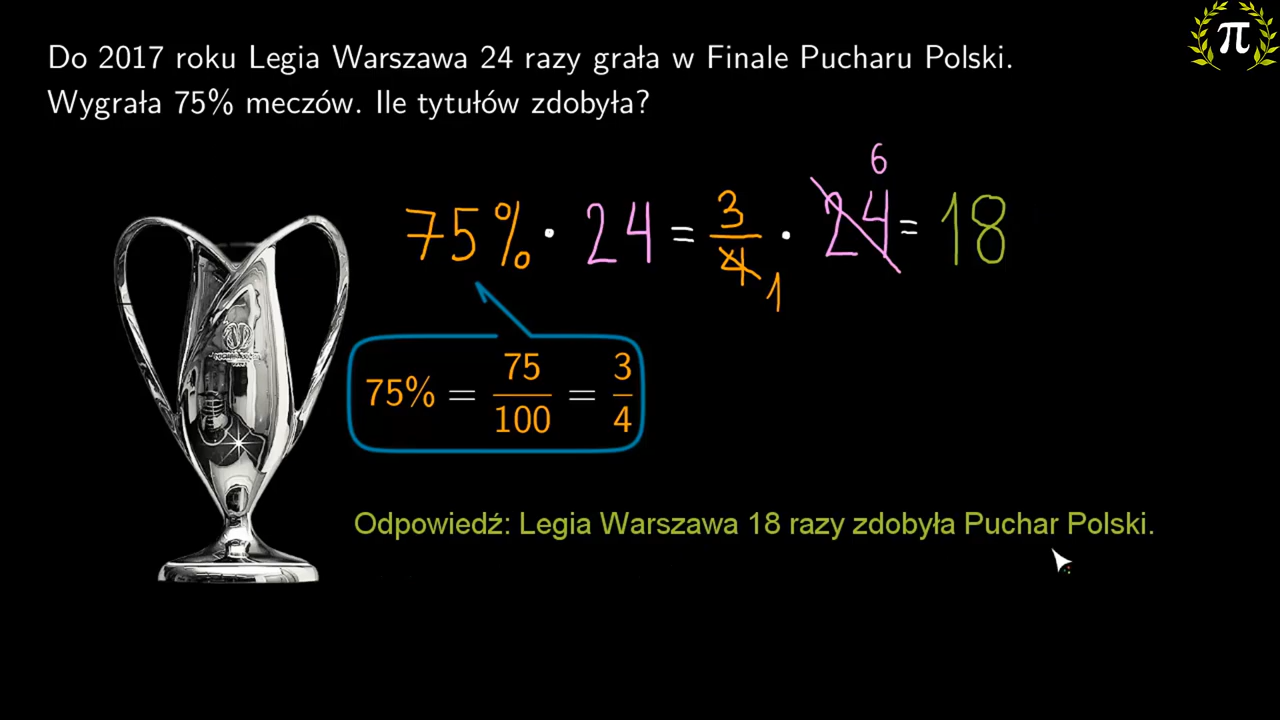 π
Do 2017 roku Legia Warszawa 24 razy grała w Finale Pucharu Polski.
Wygrała 75% meczów. Ile tytułów zdobyła?
6
75% · 24 = 3/4 · 24 = 18
1
75% = 75/100 = 3/4
Odpowiedź: Legia Warszawa 18 razy zdobyła Puchar Polski.